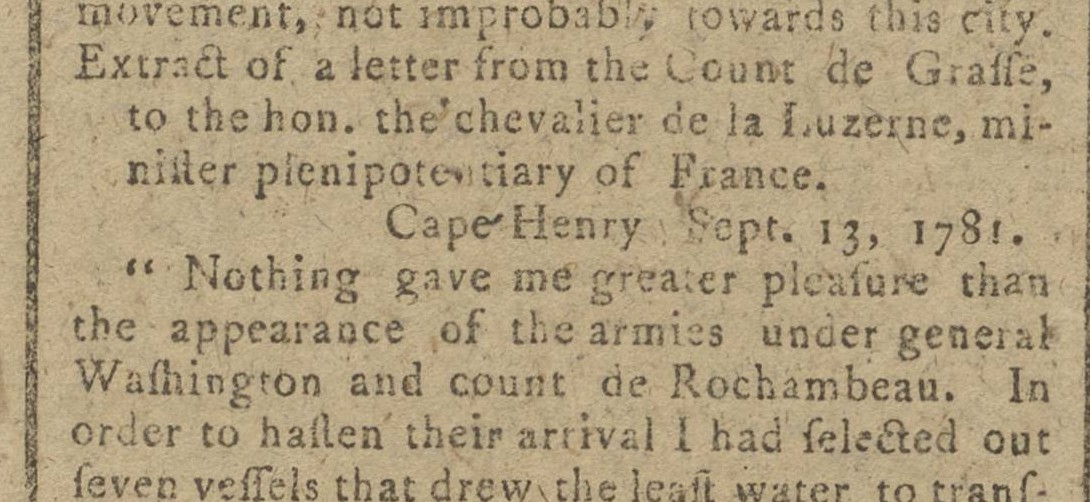 movement, not improbably towards this city.
Extract of a letter from the Count de Graſſe,
to the hon. the chevalier de la Luzerne, mi-
niſter plenipotentiary of France.
Cape Henry Sept. 13, 1781.
“ Nothing gave me greater pleaſure than
the appearance of the armies under general
Waſhington and count de Rochambeau. In
order to haſten their arrival I had ſelected out
ſeven veſſels that drew the leaſt water to tranſ-